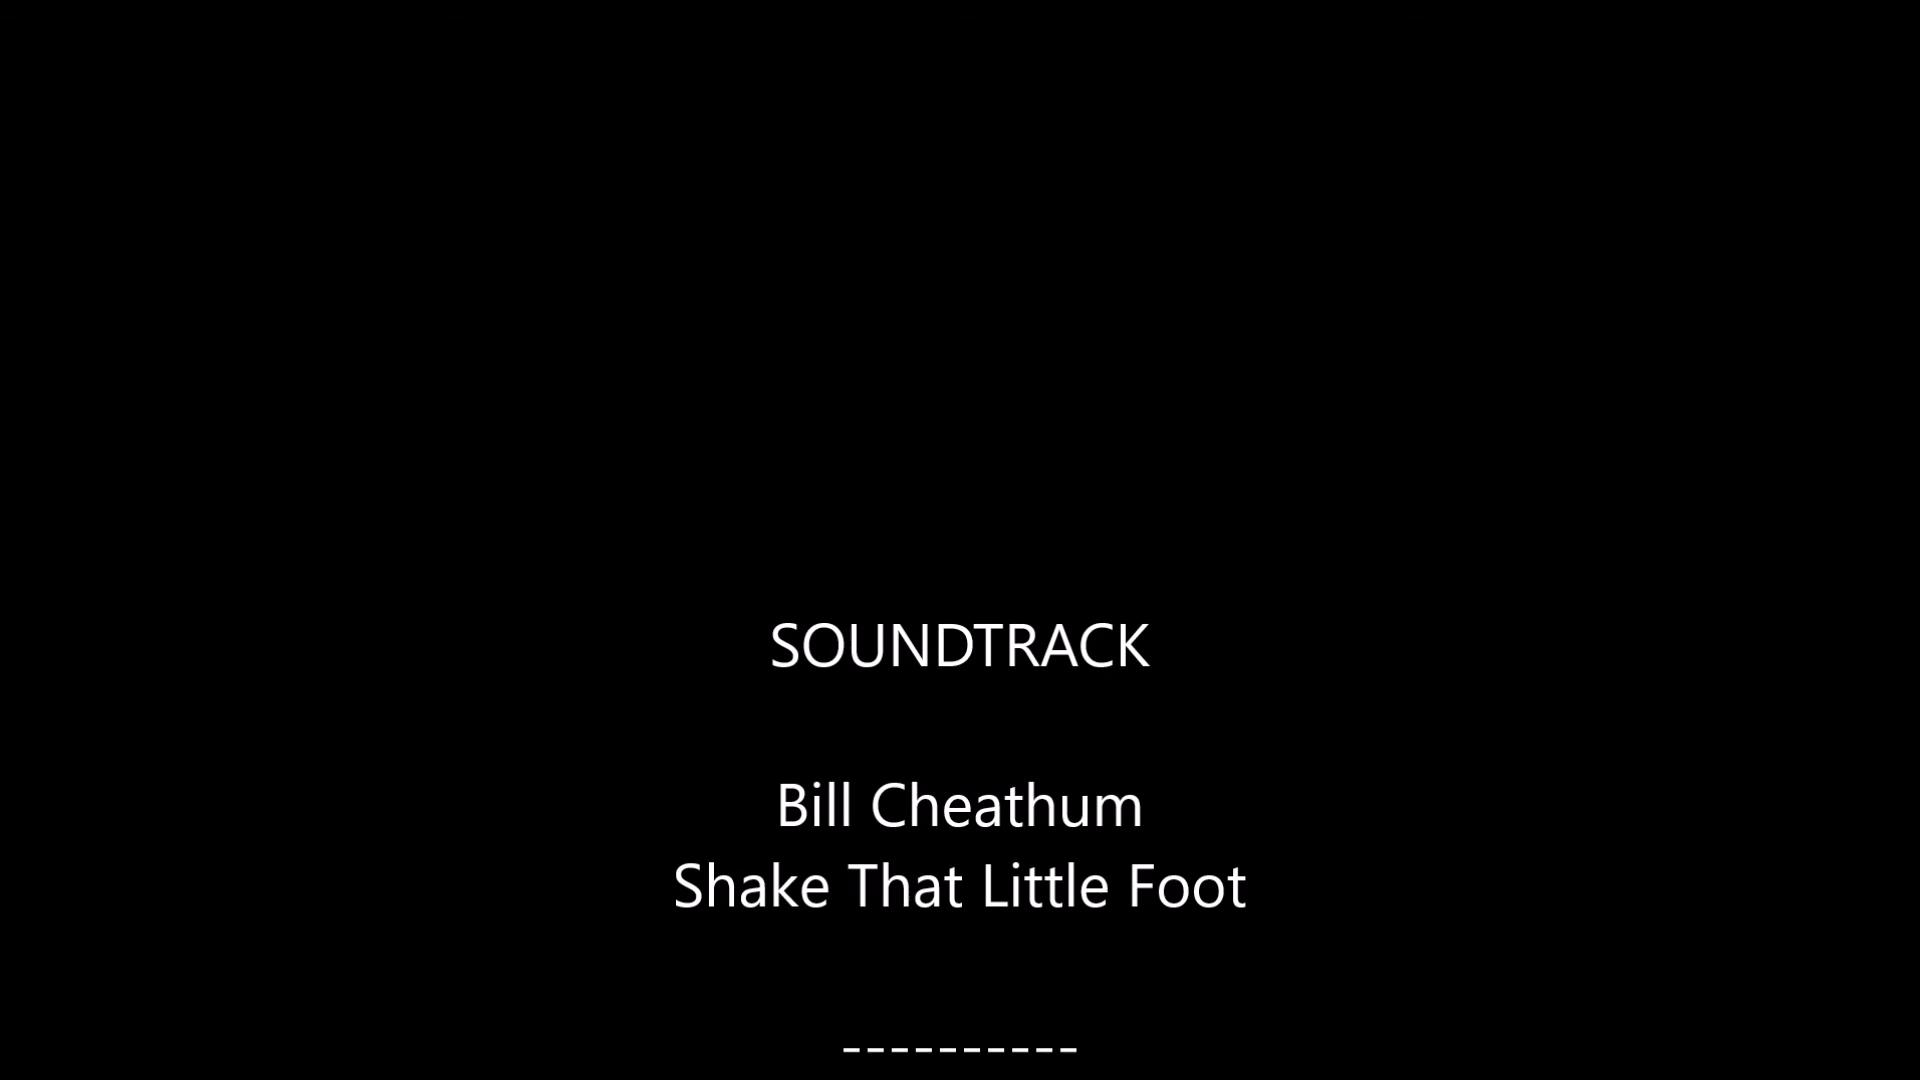 SOUNDTRACK
Bill Cheathum
Shake That Little Foot
----------